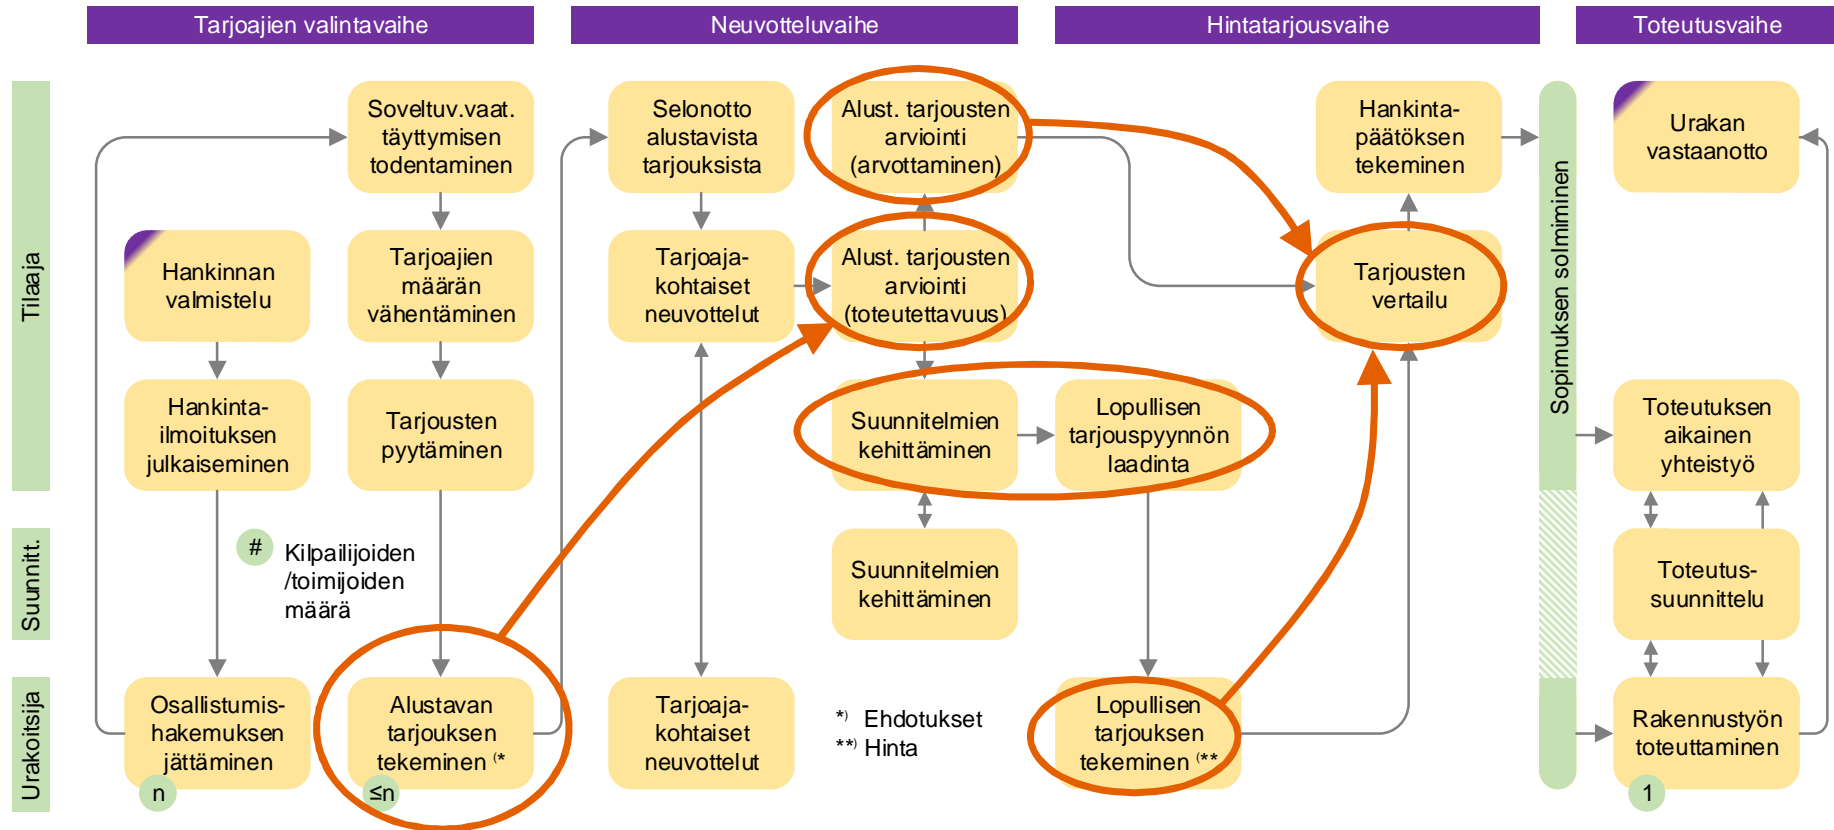 Tarjoajien valintavaihe
Neuvotteluvaihe
Hintatarjousvaihe
Toteutusvaihe
Tilaaja
Suunnitt.
Urakoitsija
Soveltuv.vaat.
täyttymisen
todentaminen
Hankinnan
valmistelu
Tarjoajien
määrän
vähentäminen
Hankinta-
ilmoituksen
julkaiseminen
Tarjousten
pyytäminen
#
Kilpailijoiden
/toimijoiden
määrä
Osallistumis-
hakemuksen
jättäminen
n
Alustavan
tarjouksen
tekeminen (*
≤n
Selonotto
alustavista
tarjouksista
Tarjoaja-
kohtaiset
neuvottelut
Tarjoaja-
kohtaiset
neuvottelut
Alust. tarjousten
arviointi
(arvottaminen)
Alust. tarjousten
arviointi
(toteutettavuus)
Suunnitelmien
kehittäminen
Suunnitelmien
kehittäminen
*) Ehdotukset
**) Hinta
Lopullisen
tarjouspyynnön
laadinta
Lopullisen
tarjouksen
tekeminen (**
Hankinta-
päätöksen
tekeminen
Tarjousten
vertailu
Sopimuksen solmiminen
Urakan
vastaanotto
Toteutuksen
aikainen
yhteistyö
Toteutus-
suunnittelu
Rakennustyön
toteuttaminen
1